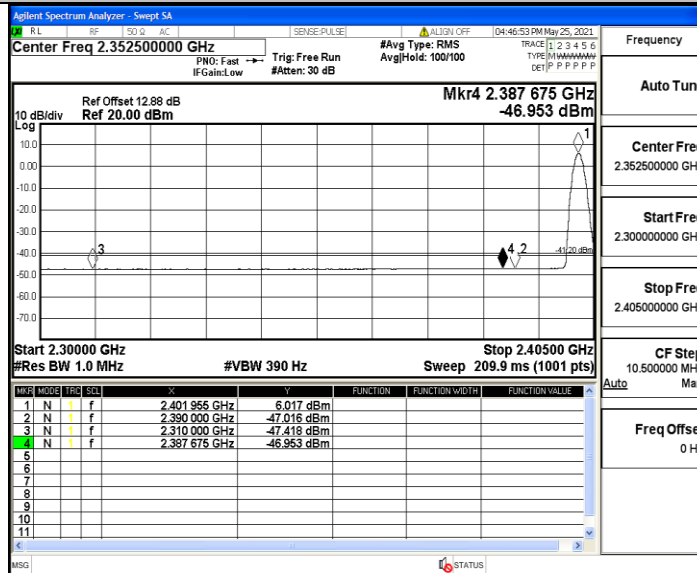 Agilent Spectrum Analyzer - Swept SA
RL RF 50 Ω AC SENSE:PULSE ALIGN OFF 04:46:53 PM May 25, 2021
Center Freq 2.352500000 GHz
#Avg Type: RMS
TRACE 1 2 3 4 5 6
PNO: Fast Trig: Free Run Avg|Hold: 100/100
TYPE MWWWWW
IFGain:Low #Atten: 30 dB
DET P P P P P P
Mkr4 2.387 675 GHz
-46.953 dBm
Ref Offset 12.88 dB
10 dB/div Ref 20.00 dBm
Log
10.0
0.00
-10.0
-20.0
-30.0
-40.0
-50.0
-60.0
-70.0
1
3
4
2
-41.20 dBm
Start 2.30000 GHz Stop 2.40500 GHz
#Res BW 1.0 MHz #VBW 390 Hz Sweep 209.9 ms (1001 pts)
MKR MODE TRC SCL X Y FUNCTION FUNCTION WIDTH FUNCTION VALUE
1 N 1 f 2.401 955 GHz 6.017 dBm
2 N 1 f 2.390 000 GHz -47.016 dBm
3 N 1 f 2.310 000 GHz -47.418 dBm
4 N 1 f 2.387 675 GHz -46.953 dBm
5
6
7
8
9
10
11
MSG STATUS
Frequency
Auto Tun
Center Fre
2.352500000 GH
Start Fre
2.300000000 GH
Stop Fre
2.405000000 GH
CF Ste
10.500000 MH
Auto Ma
Freq Offse
0 H